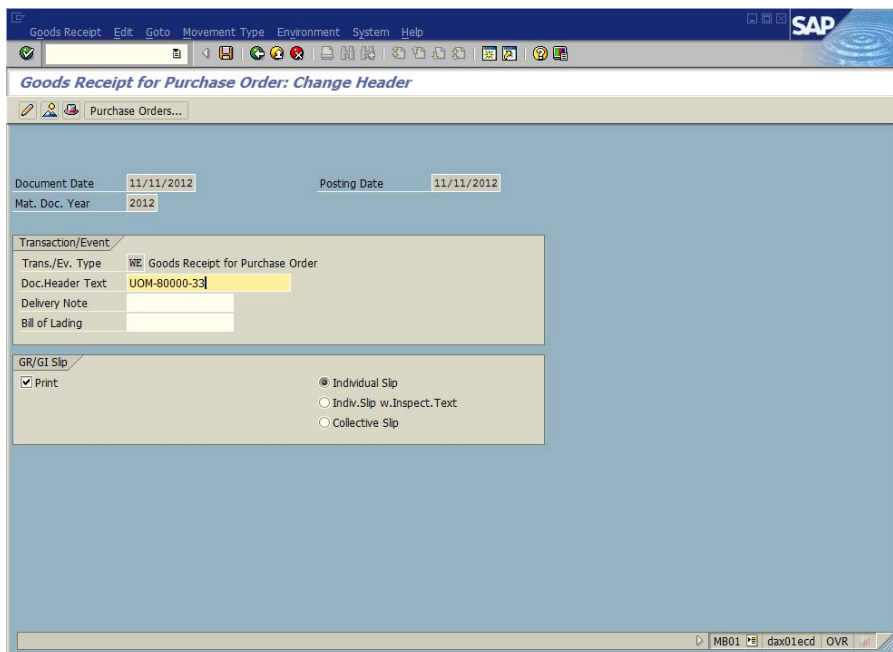 Goods Receipt Edit Goto Movement Type Environment System Help
SAP
Goods Receipt for Purchase Order: Change Header
Purchase Orders...
Document Date 11/11/2012 Posting Date 11/11/2012
Mat. Doc. Year 2012
Transaction/Event
Trans./Ev. Type WE Goods Receipt for Purchase Order
Doc.Header Text UOM-80000-33
Delivery Note
Bill of Lading
GR/GI Slip
Print Individual Slip
Indiv.Slip w.Inspect.Text
Collective Slip
MB01 dax01ecd OVR